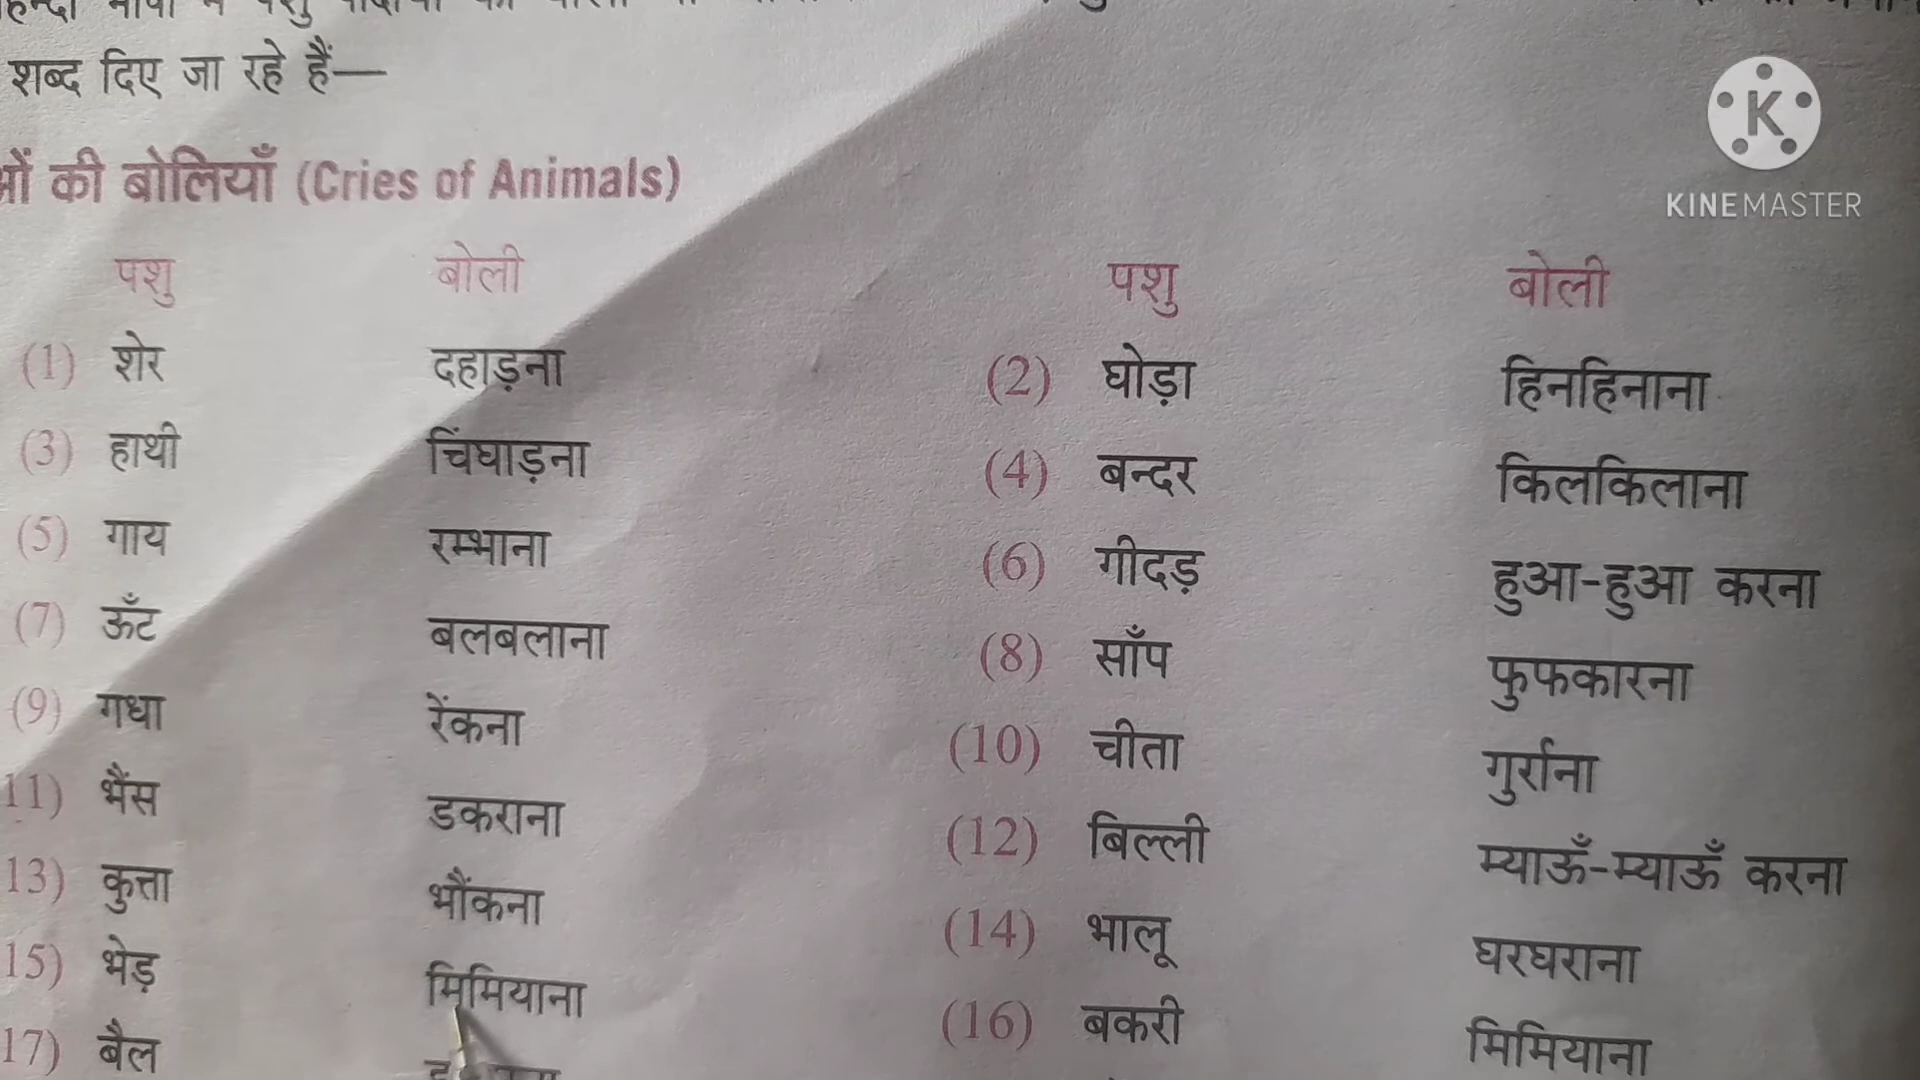 शब्द दिए जा रहे हैं—
की बोलियाँ (Cries of Animals)
पशु बोली पशु बोली
(1) शेर दहाड़ना (2) घोड़ा हिनहिनाना
(3) हाथी चिंघाड़ना (4) बन्दर किलकिलाना
(5) गाय रम्भाना (6) गीदड़ हुआ-हुआ करना
(7) ऊँट बलबलाना (8) साँप फुफकारना
(9) गधा रेंकना (10) चीता गुर्राना
11) भैंस डकराना (12) बिल्ली म्याऊँ-म्याऊँ करना
13) कुत्ता भौंकना (14) भालू घरघराना
15) भेड़ मिमियाना (16) बकरी मिमियाना
17) बैल
K
KINEMASTER